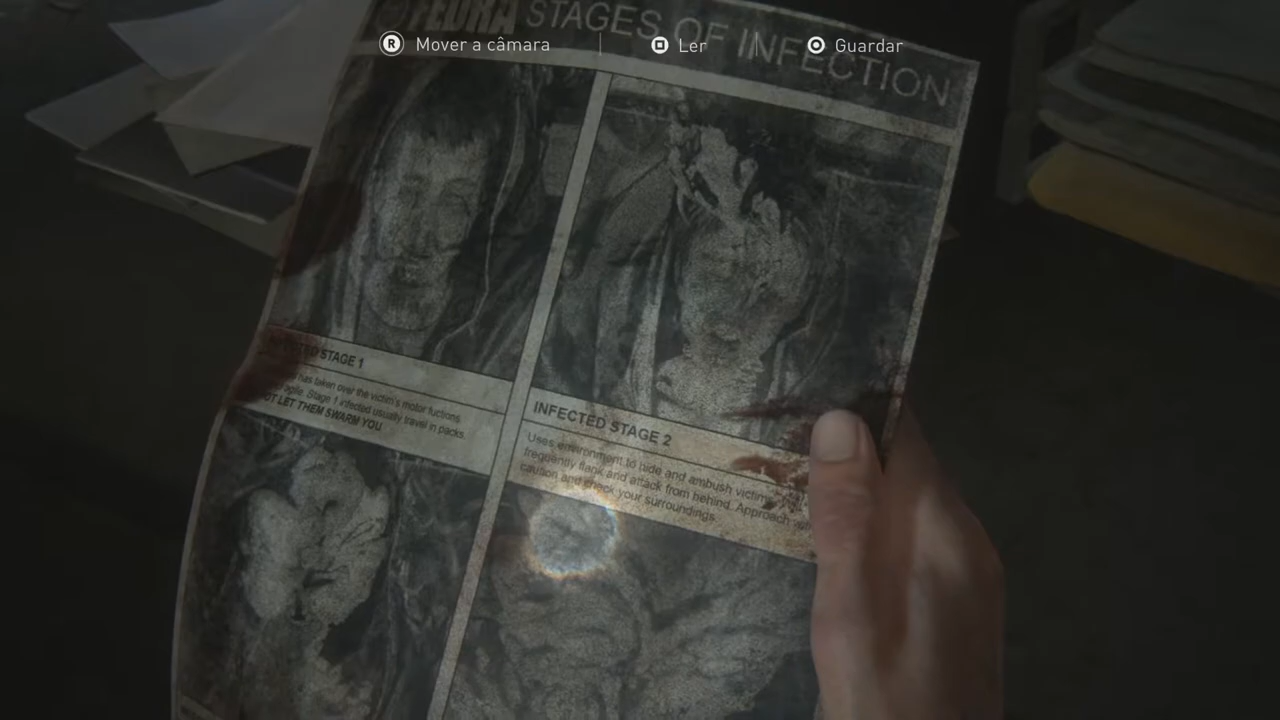 FEDRA STAGES OF INFECTION
Mover a câmara
Ler
Guardar
STAGE 1
has taken over the victim's motor fuctions
agile. Stage 1 infected usually travel in packs.
NOT LET THEM SWARM YOU
INFECTED STAGE 2
Uses environment to hide and ambush victims
frequently flank and attack from behind. Approach
caution and check your surroundings.